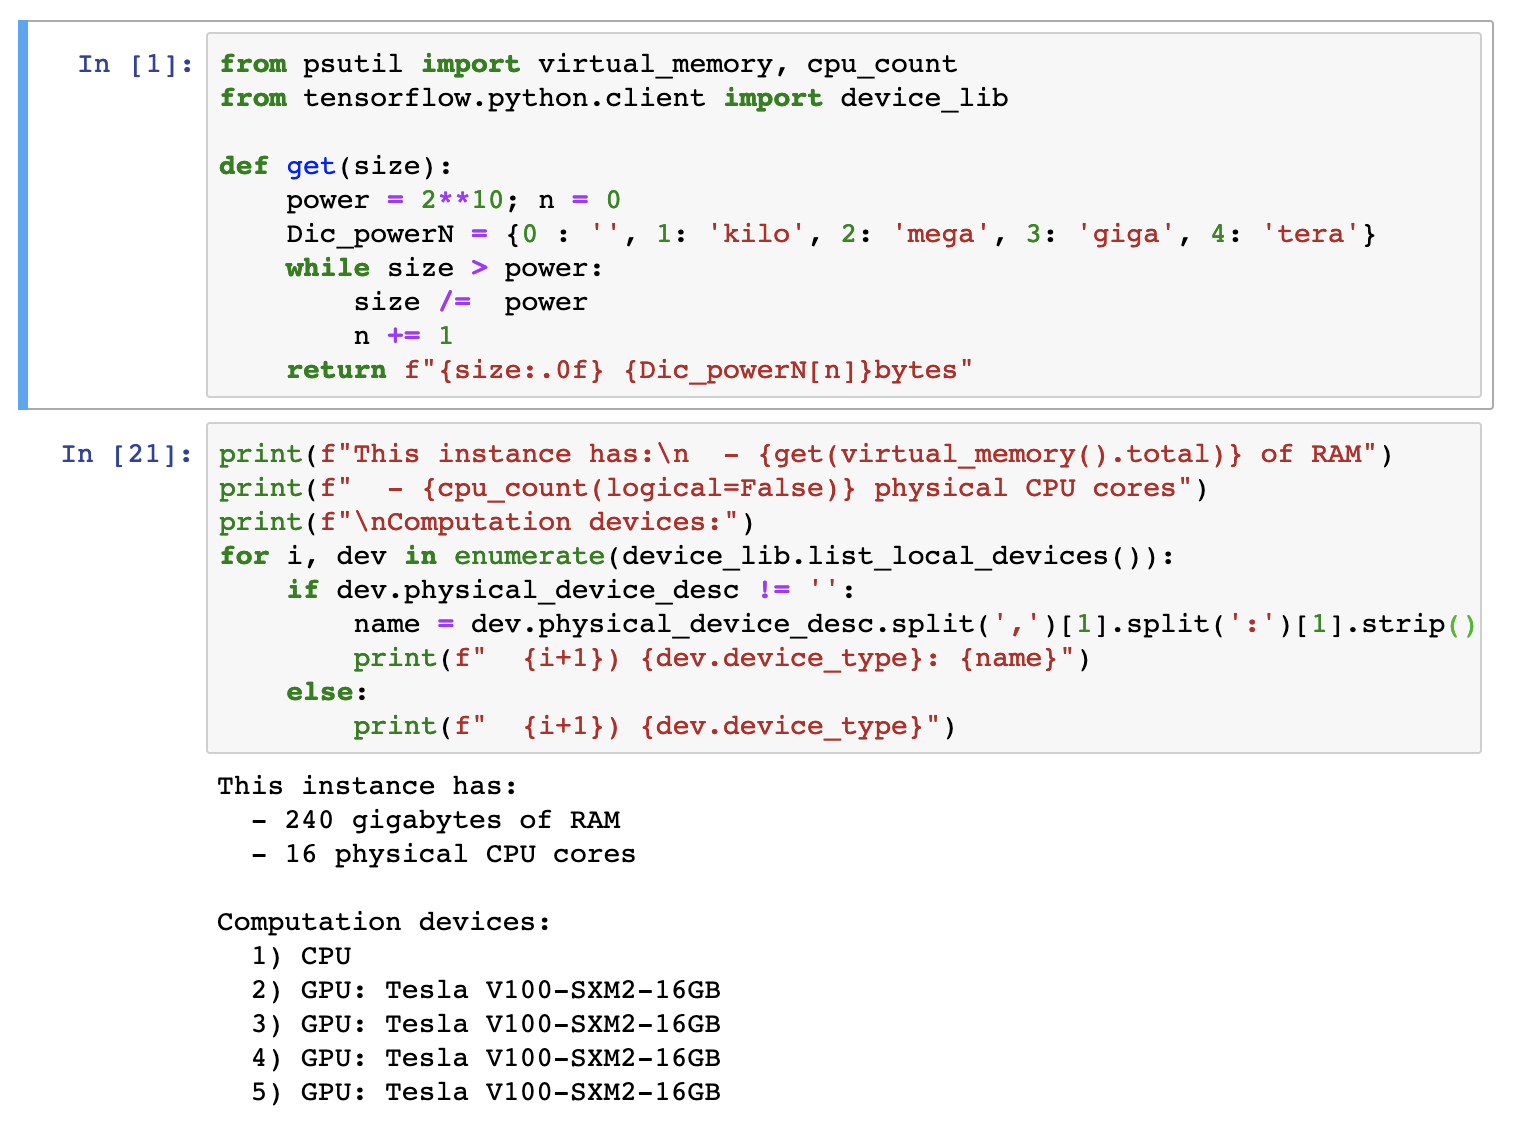 In [1]:
from psutil import virtual_memory, cpu_count
from tensorflow.python.client import device_lib

def get(size):
    power = 2**10; n = 0
    Dic_powerN = {0 : '', 1: 'kilo', 2: 'mega', 3: 'giga', 4: 'tera'}
    while size > power:
        size /=  power
        n += 1
    return f"{size:.0f} {Dic_powerN[n]}bytes"
In [21]:
print(f"This instance has:\n  - {get(virtual_memory().total)} of RAM")
print(f"  - {cpu_count(logical=False)} physical CPU cores")
print(f"\nComputation devices:")
for i, dev in enumerate(device_lib.list_local_devices()):
    if dev.physical_device_desc != '':
        name = dev.physical_device_desc.split(',')[1].split(':')[1].strip()
        print(f"  {i+1}) {dev.device_type}: {name}")
    else:
        print(f"  {i+1}) {dev.device_type}")
This instance has:
  - 240 gigabytes of RAM
  - 16 physical CPU cores

Computation devices:
  1) CPU
  2) GPU: Tesla V100-SXM2-16GB
  3) GPU: Tesla V100-SXM2-16GB
  4) GPU: Tesla V100-SXM2-16GB
  5) GPU: Tesla V100-SXM2-16GB